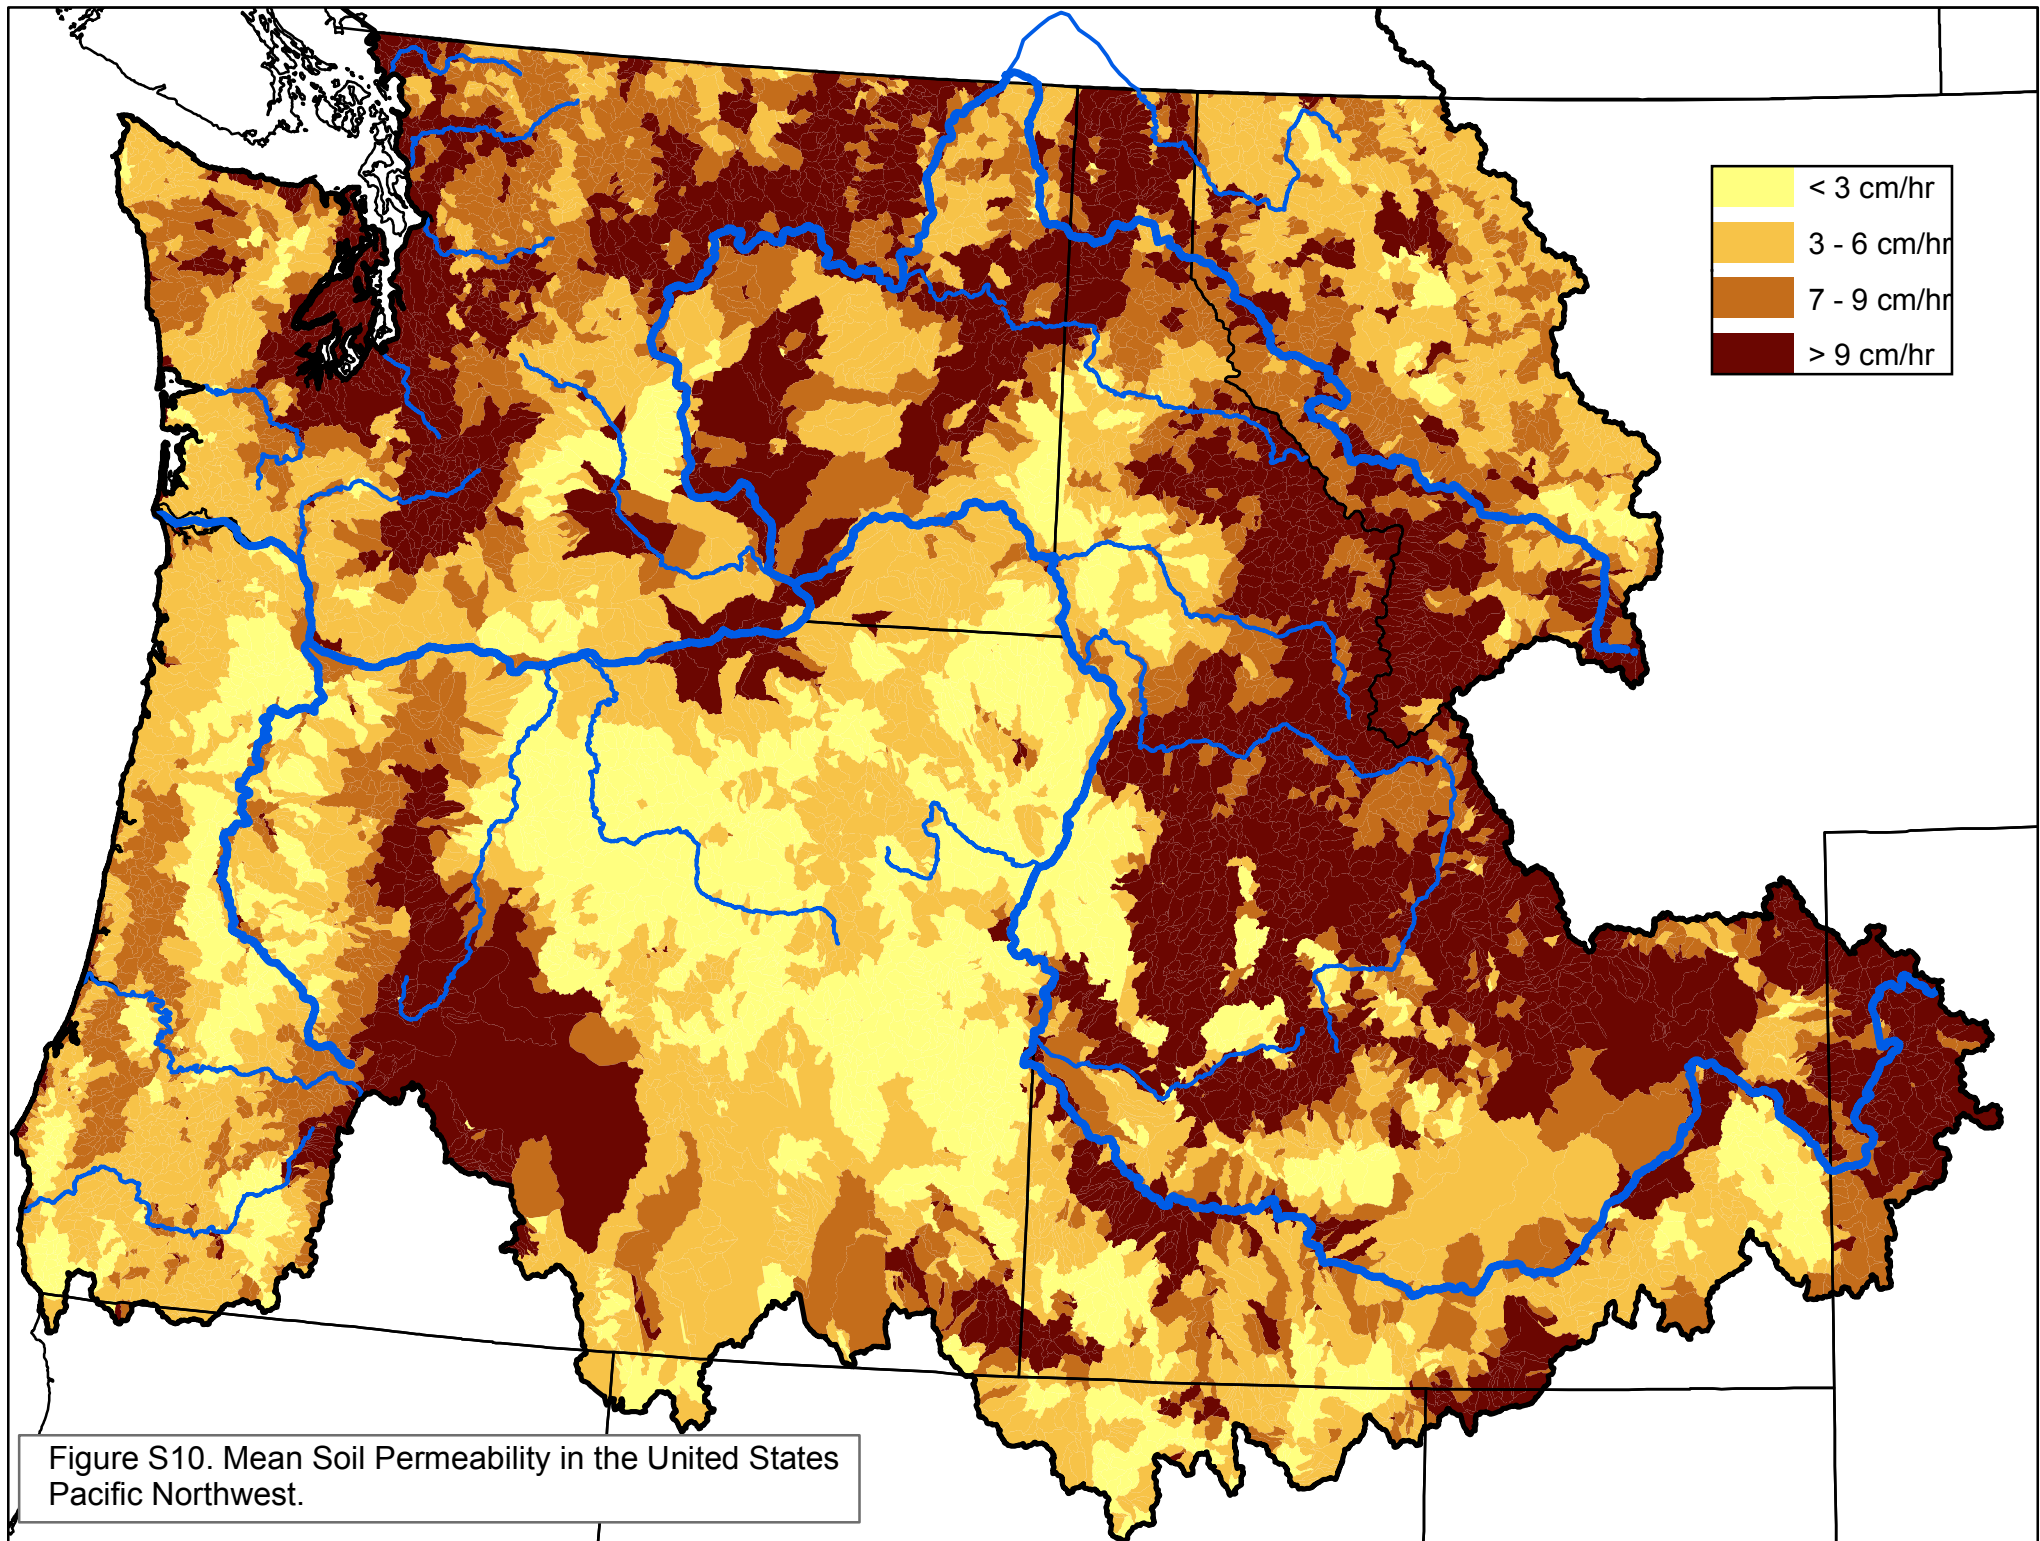 < 3 cm/hr
3 - 6 cm/hr
7 - 9 cm/hr
> 9 cm/hr
Figure S10. Mean Soil Permeability in the United States
Pacific Northwest.